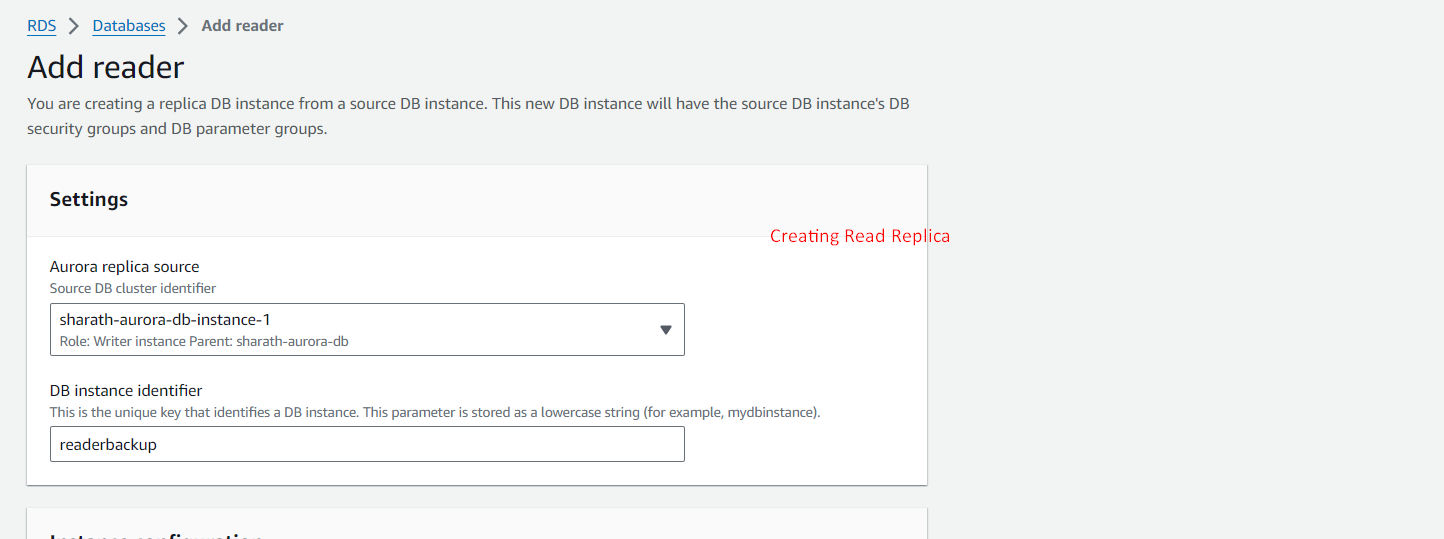 RDS > Databases > Add reader
Add reader
You are creating a replica DB instance from a source DB instance. This new DB instance will have the source DB instance's DB
security groups and DB parameter groups.
Settings
Creating Read Replica
Aurora replica source
Source DB cluster identifier
sharath-aurora-db-instance-1
Role: Writer instance Parent: sharath-aurora-db
DB instance identifier
This is the unique key that identifies a DB instance. This parameter is stored as a lowercase string (for example, mydbinstance).
readerbackup
Instance configuration